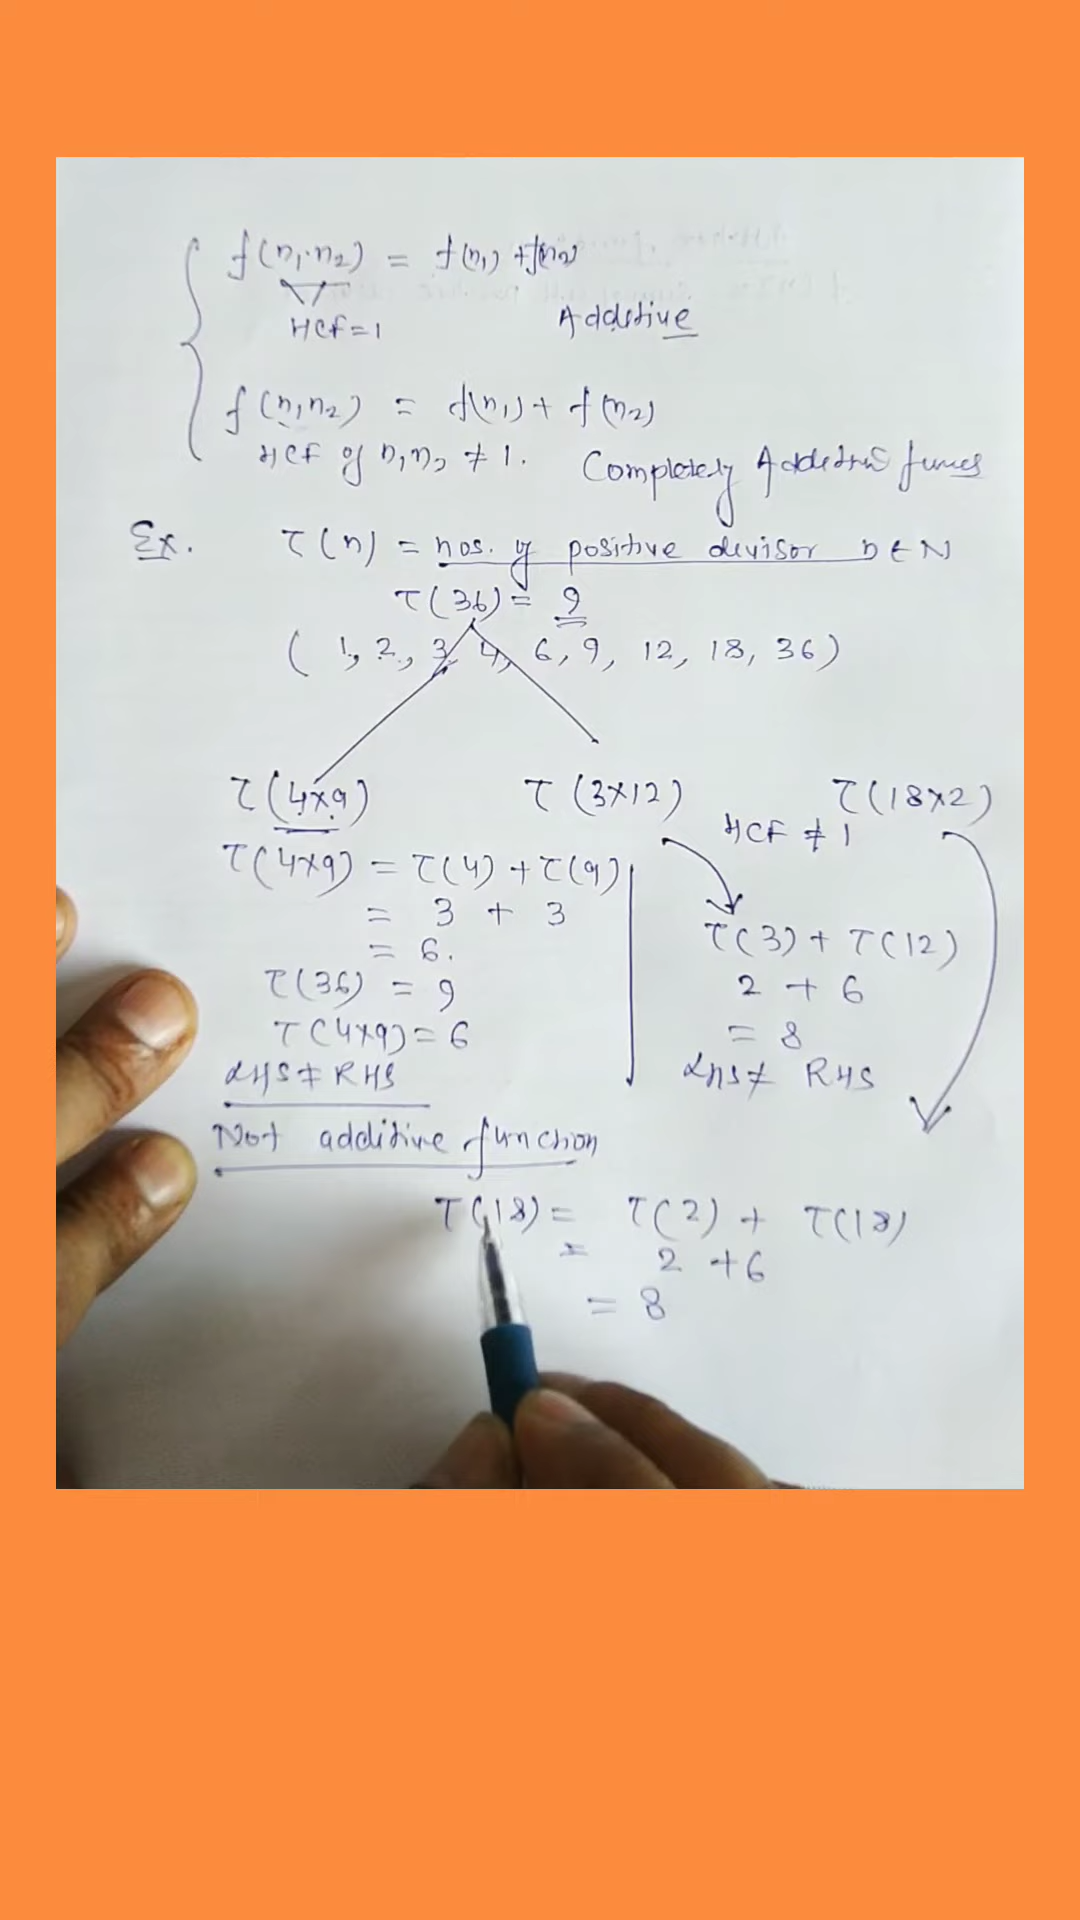 f(n1.n2) = f(n1) + f(n2)
HCF=1
Additive
f(n1n2) = f(n1) + f(n2)
HCF of n1n2 ≠ 1. Completely Additive funcs
Ex. τ(n) = nos. of positive devisor n ∈ N
τ(36) = 9
( 1, 2, 3, 4, 6, 9, 12, 18, 36 )
τ(4×9) τ(3×12) τ(18×2)
HCF ≠ 1
τ(4×9) = τ(4) + τ(9)
= 3 + 3
= 6.
τ(36) = 9
τ(4×9) = 6
LHS ≠ RHS
Not additive function
τ(3) + τ(12)
2 + 6
= 8
LHS ≠ RHS
τ(18) = τ(2) + τ(18)
= 2 + 6
= 8